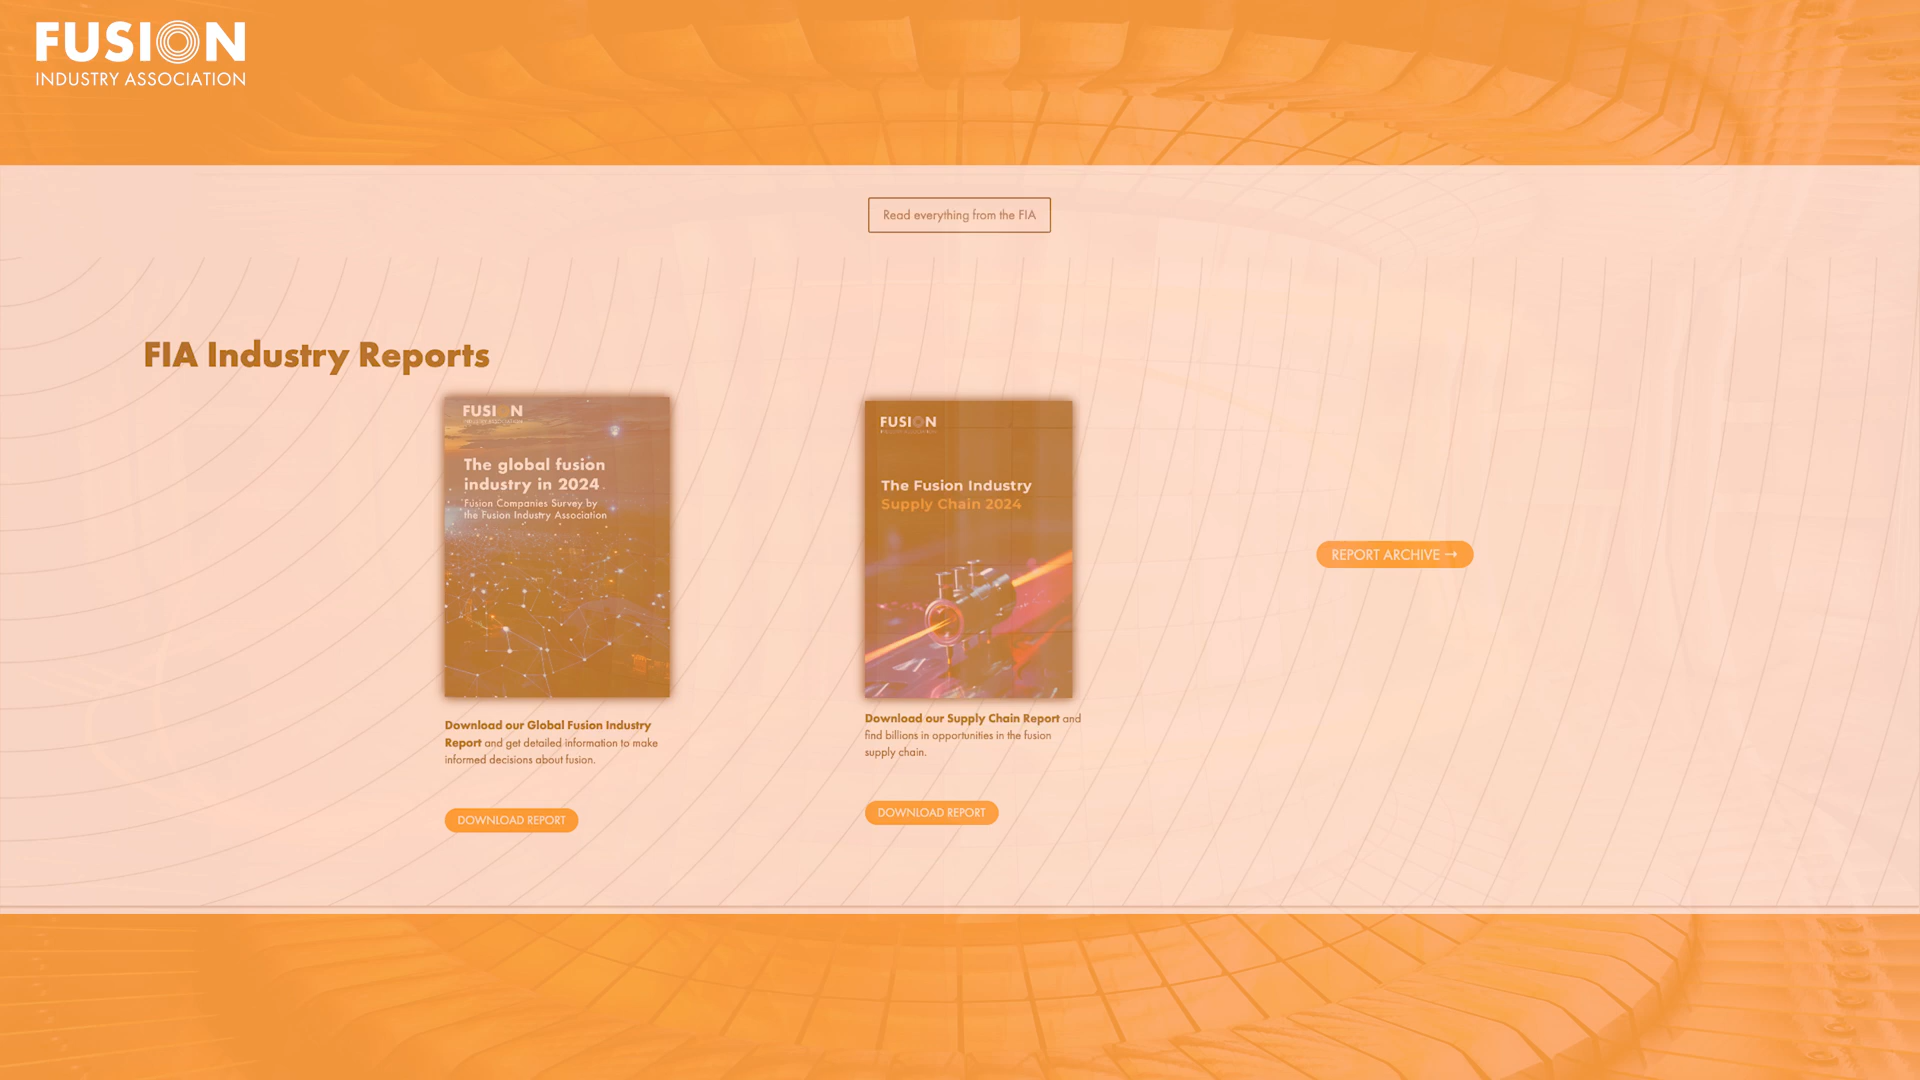 FUSION
INDUSTRY ASSOCIATION
Read everything from the FIA
FIA Industry Reports
FUSION
The global fusion
industry in 2024
Fusion Companies Survey by
the Fusion Industry Association
Download our Global Fusion Industry
Report and get detailed information to make
informed decisions about fusion.
DOWNLOAD REPORT
FUSION
The Fusion Industry
Supply Chain 2024
Download our Supply Chain Report and
find billions in opportunities in the fusion
supply chain.
DOWNLOAD REPORT
REPORT ARCHIVE →